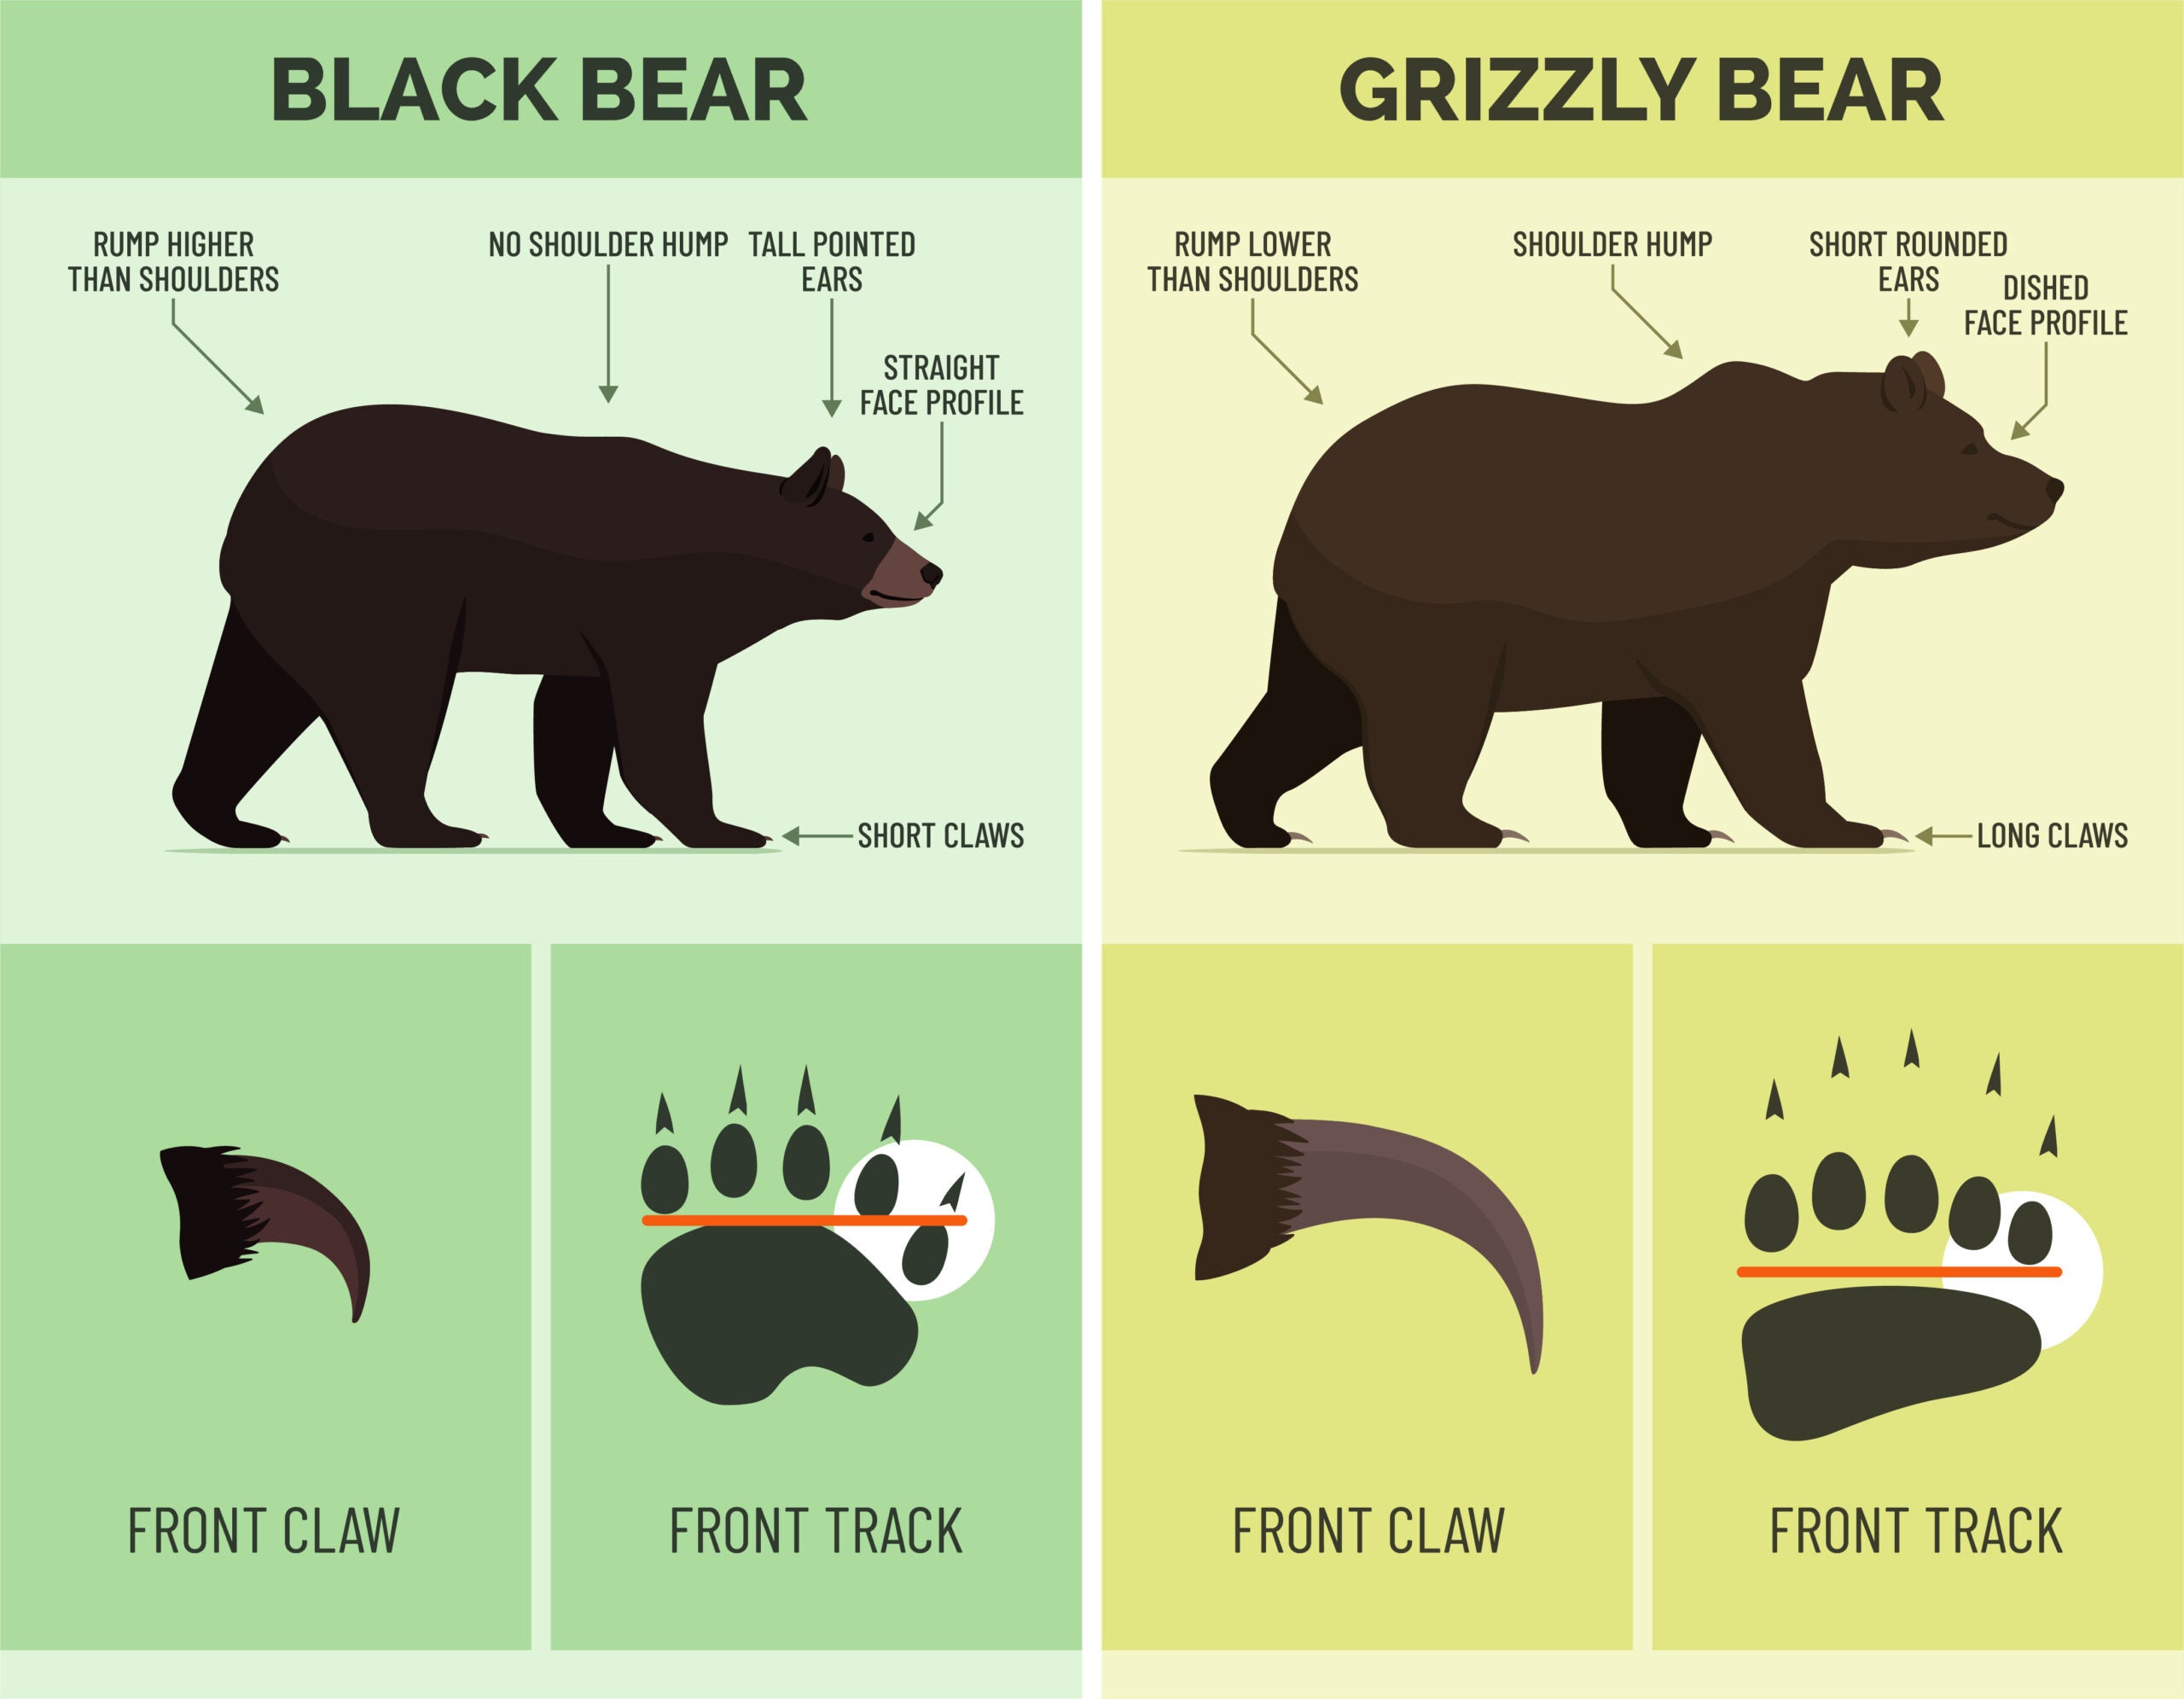 BLACK BEAR
RUMP HIGHER
THAN SHOULDERS
NO SHOULDER HUMP
TALL POINTED
EARS
STRAIGHT
FACE PROFILE
SHORT CLAWS
FRONT CLAW
FRONT TRACK
GRIZZLY BEAR
RUMP LOWER
THAN SHOULDERS
SHOULDER HUMP
SHORT ROUNDED
EARS
DISHED
FACE PROFILE
LONG CLAWS
FRONT CLAW
FRONT TRACK